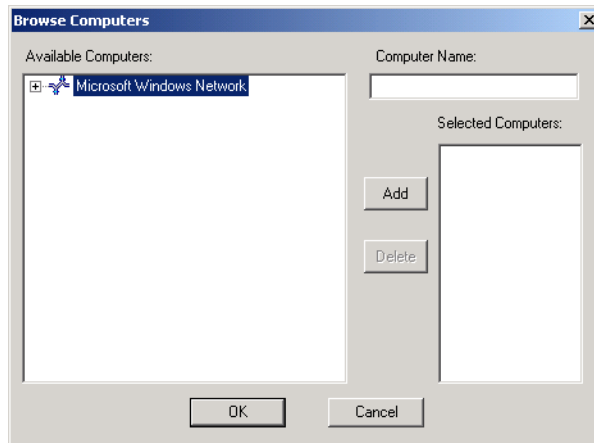 Browse Computers
Available Computers:
Computer Name:
Microsoft Windows Network
Selected Computers:
Add
Delete
OK
Cancel